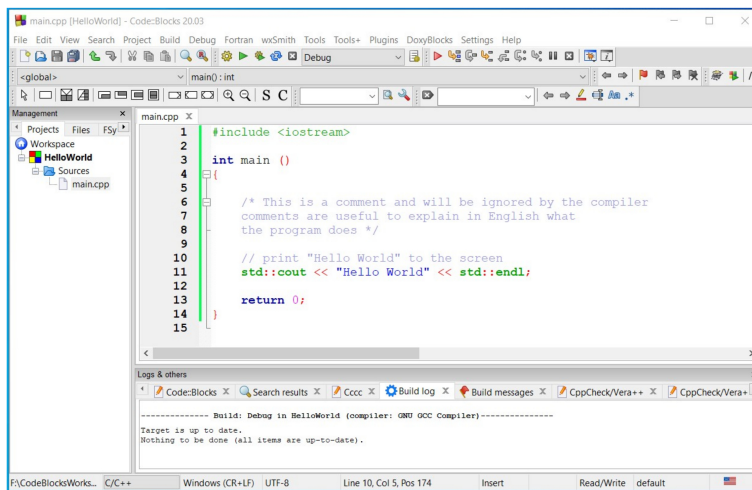 main.cpp [HelloWorld] - Code::Blocks 20.03
File Edit View Search Project Build Debug Fortran wxSmith Tools Tools+ Plugins DoxyBlocks Settings Help
Debug
<global> main() : int
S C Aa .*
Management
Projects Files FSy
Workspace
HelloWorld
Sources
main.cpp
main.cpp
1 #include <iostream>
2
3 int main ()
4 {
5
6 /* This is a comment and will be ignored by the compiler
7 comments are useful to explain in English what
8 the program does */
9
10 // print "Hello World" to the screen
11 std::cout << "Hello World" << std::endl;
12
13 return 0;
14 }
15
Logs & others
Code::Blocks Search results Cccc Build log Build messages CppCheck/Vera++ CppCheck/Vera+
-------------- Build: Debug in HelloWorld (compiler: GNU GCC Compiler)---------------
Target is up to date.
Nothing to be done (all items are up-to-date).
F:\CodeBlocksWorks... C/C++ Windows (CR+LF) UTF-8 Line 10, Col 5, Pos 174 Insert Read/Write default